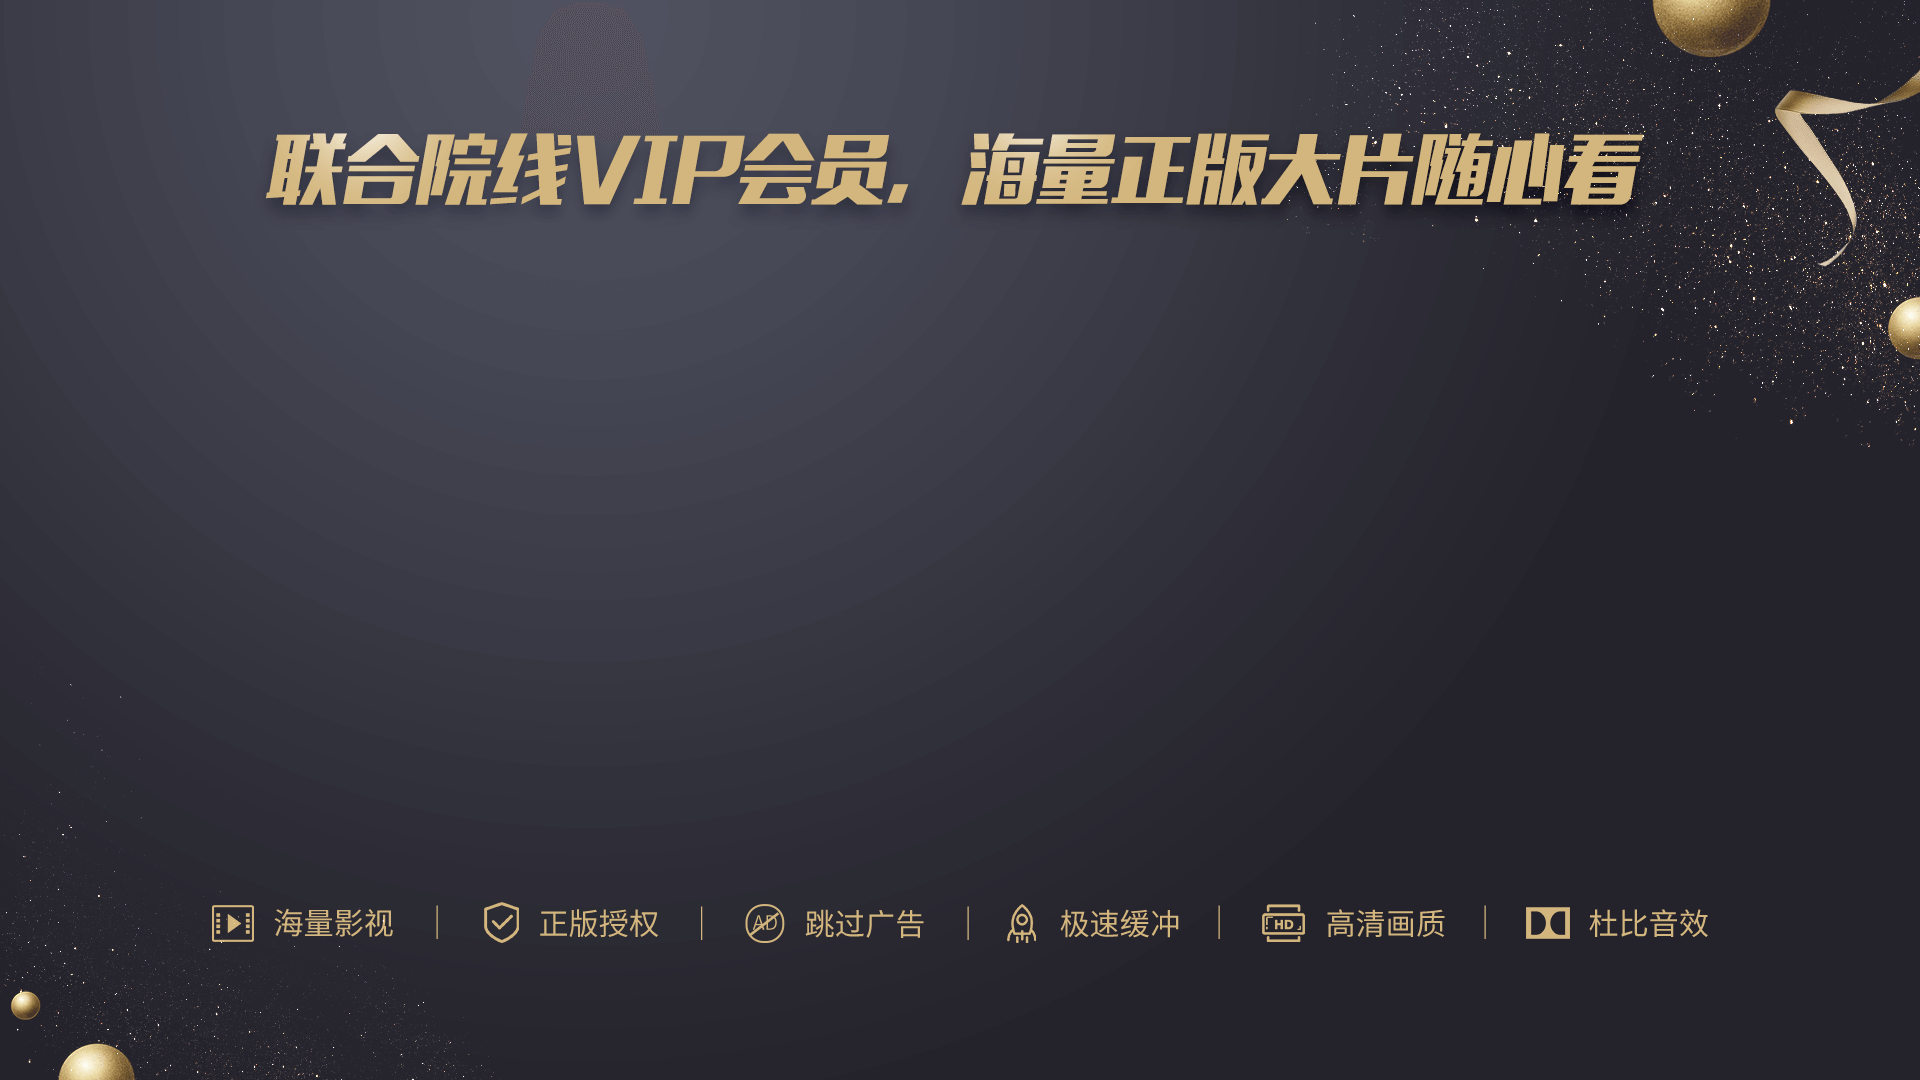 联合院线VIP会员，海量正版大片随心看
海量影视 | 正版授权 | AD 跳过广告 | 极速缓冲 | HD 高清画质 | 杜比音效